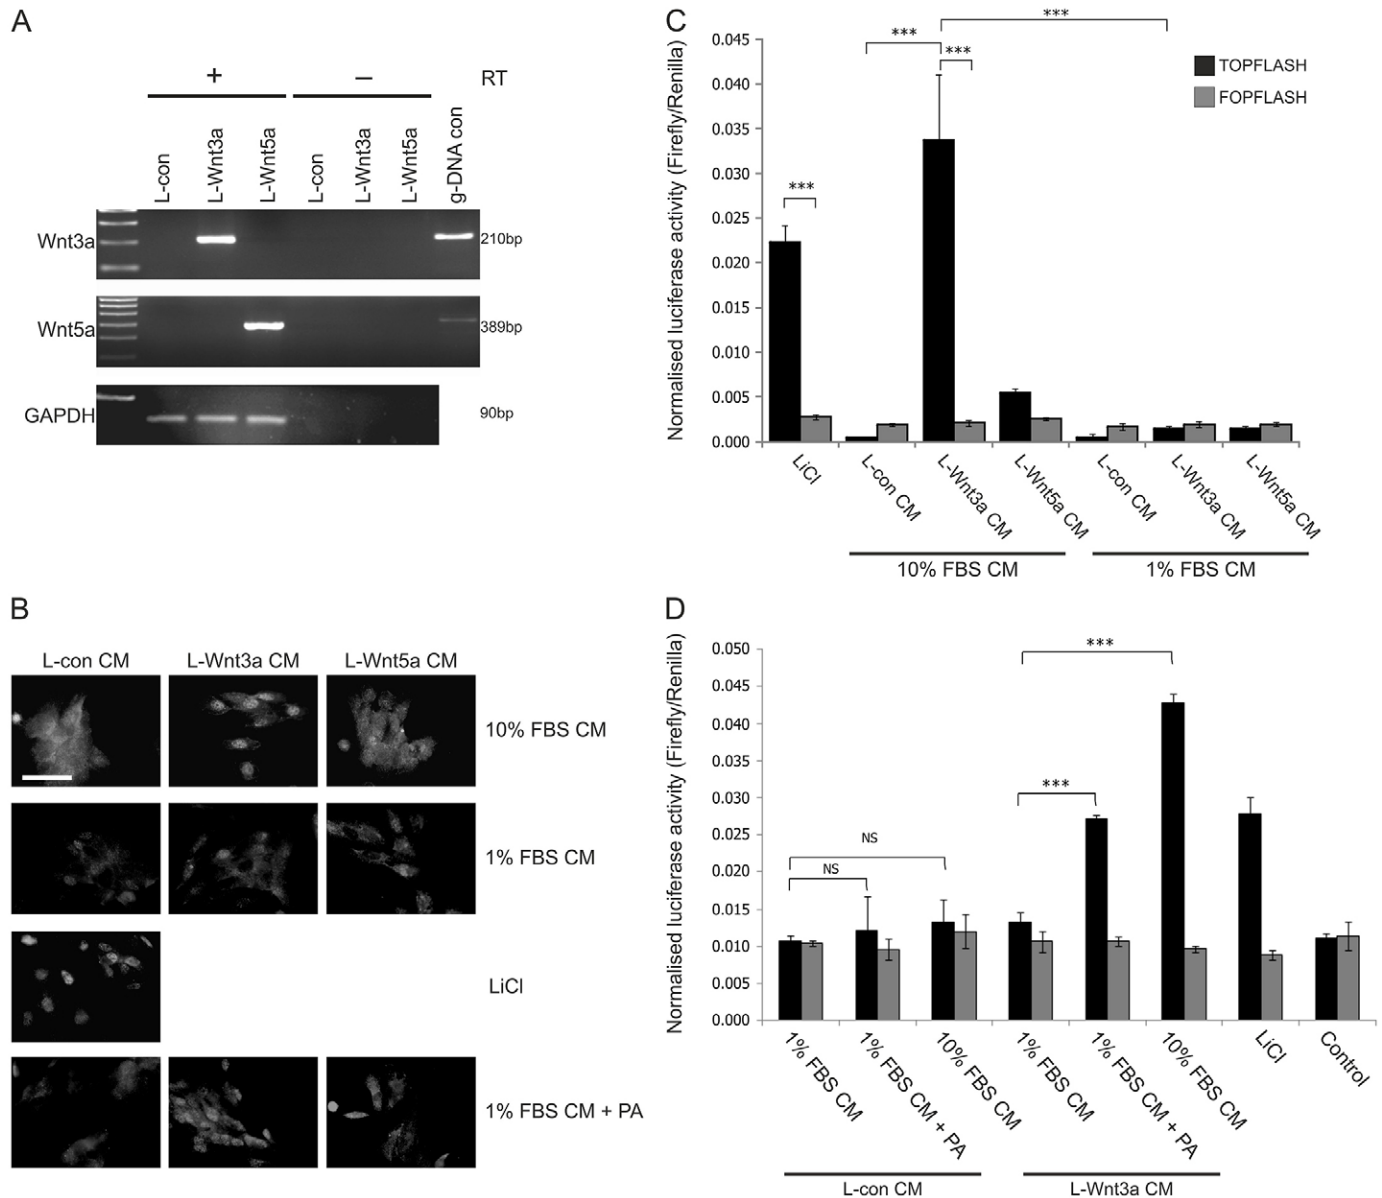 A
+ − RT
L-con L-Wnt3a L-Wnt5a L-con L-Wnt3a L-Wnt5a g-DNA con
Wnt3a 210bp
Wnt5a 389bp
GAPDH 90bp
B
L-con CM L-Wnt3a CM L-Wnt5a CM
10% FBS CM
1% FBS CM
LiCl
1% FBS CM + PA
C
Normalised luciferase activity (Firefly/Renilla)
0.045
0.040
0.035
0.030
0.025
0.020
0.015
0.010
0.005
0.000
***
***
***
***
TOPFLASH
FOPFLASH
LiCl L-con CM L-Wnt3a CM L-Wnt5a CM L-con CM L-Wnt3a CM L-Wnt5a CM
10% FBS CM 1% FBS CM
D
Normalised luciferase activity (Firefly/Renilla)
0.050
0.045
0.040
0.035
0.030
0.025
0.020
0.015
0.010
0.005
0.000
***
***
NS
NS
1% FBS CM 1% FBS CM + PA 10% FBS CM 1% FBS CM 1% FBS CM + PA 10% FBS CM LiCl Control
L-con CM L-Wnt3a CM